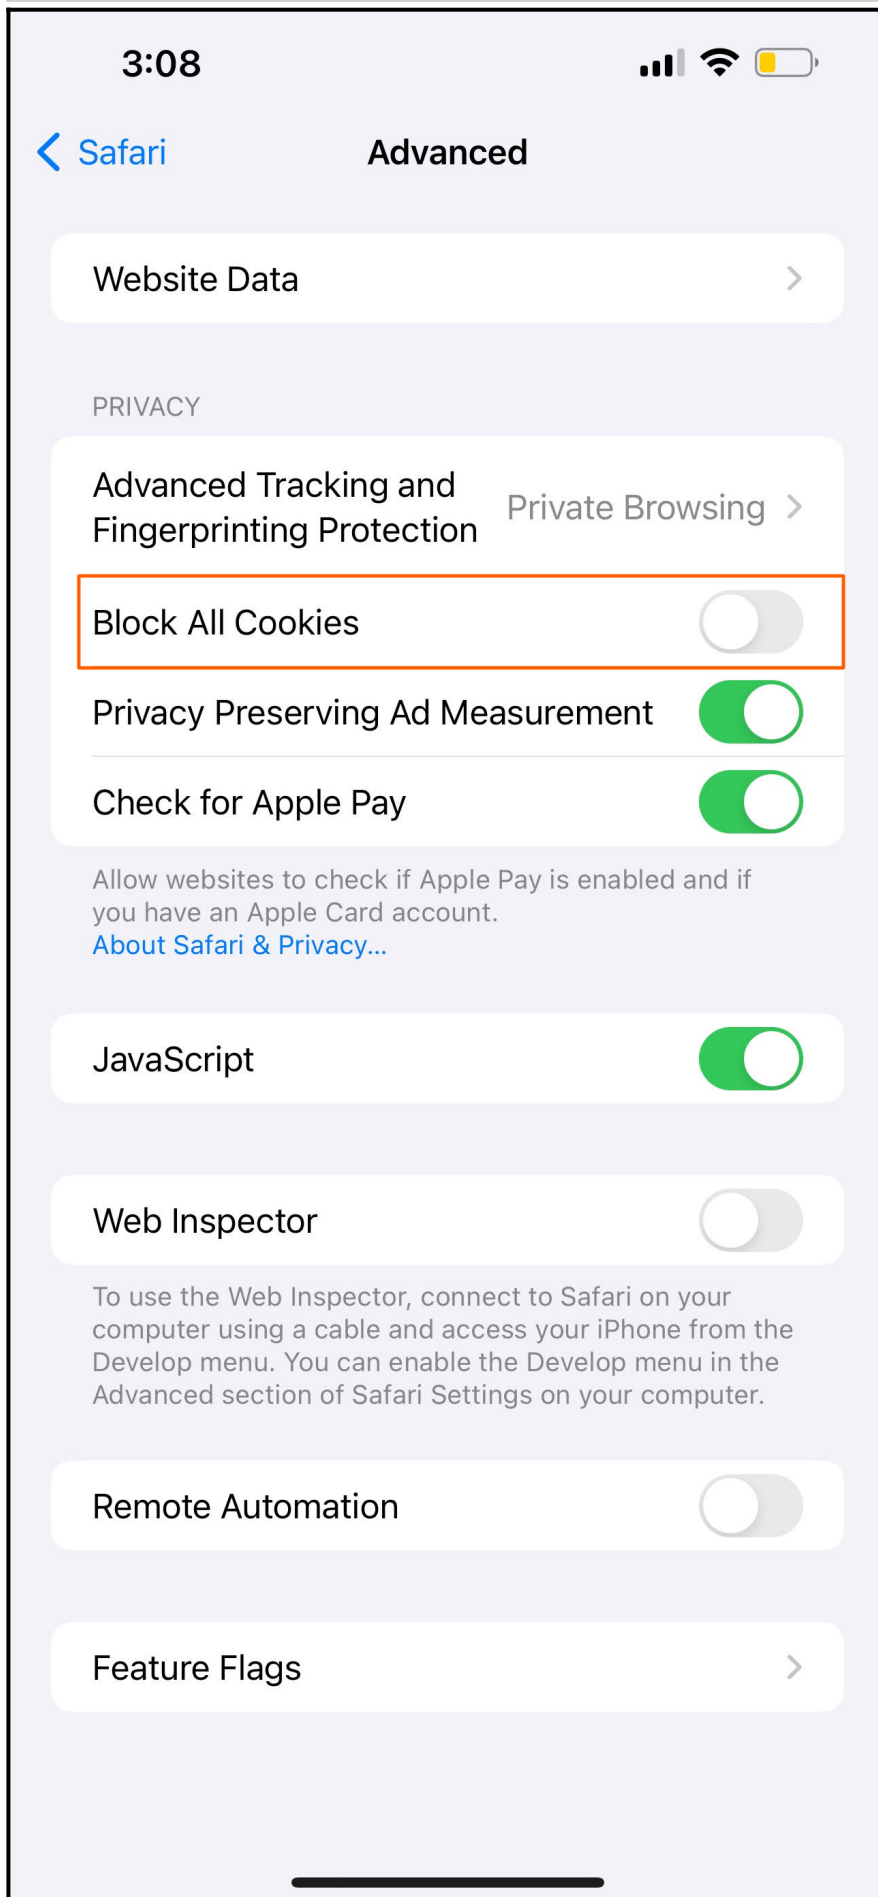 3:08
Safari
Advanced
Website Data
PRIVACY
Advanced Tracking and
Fingerprinting Protection
Private Browsing
Block All Cookies
Privacy Preserving Ad Measurement
Check for Apple Pay
Allow websites to check if Apple Pay is enabled and if
you have an Apple Card account.
About Safari & Privacy...
JavaScript
Web Inspector
To use the Web Inspector, connect to Safari on your
computer using a cable and access your iPhone from the
Develop menu. You can enable the Develop menu in the
Advanced section of Safari Settings on your computer.
Remote Automation
Feature Flags